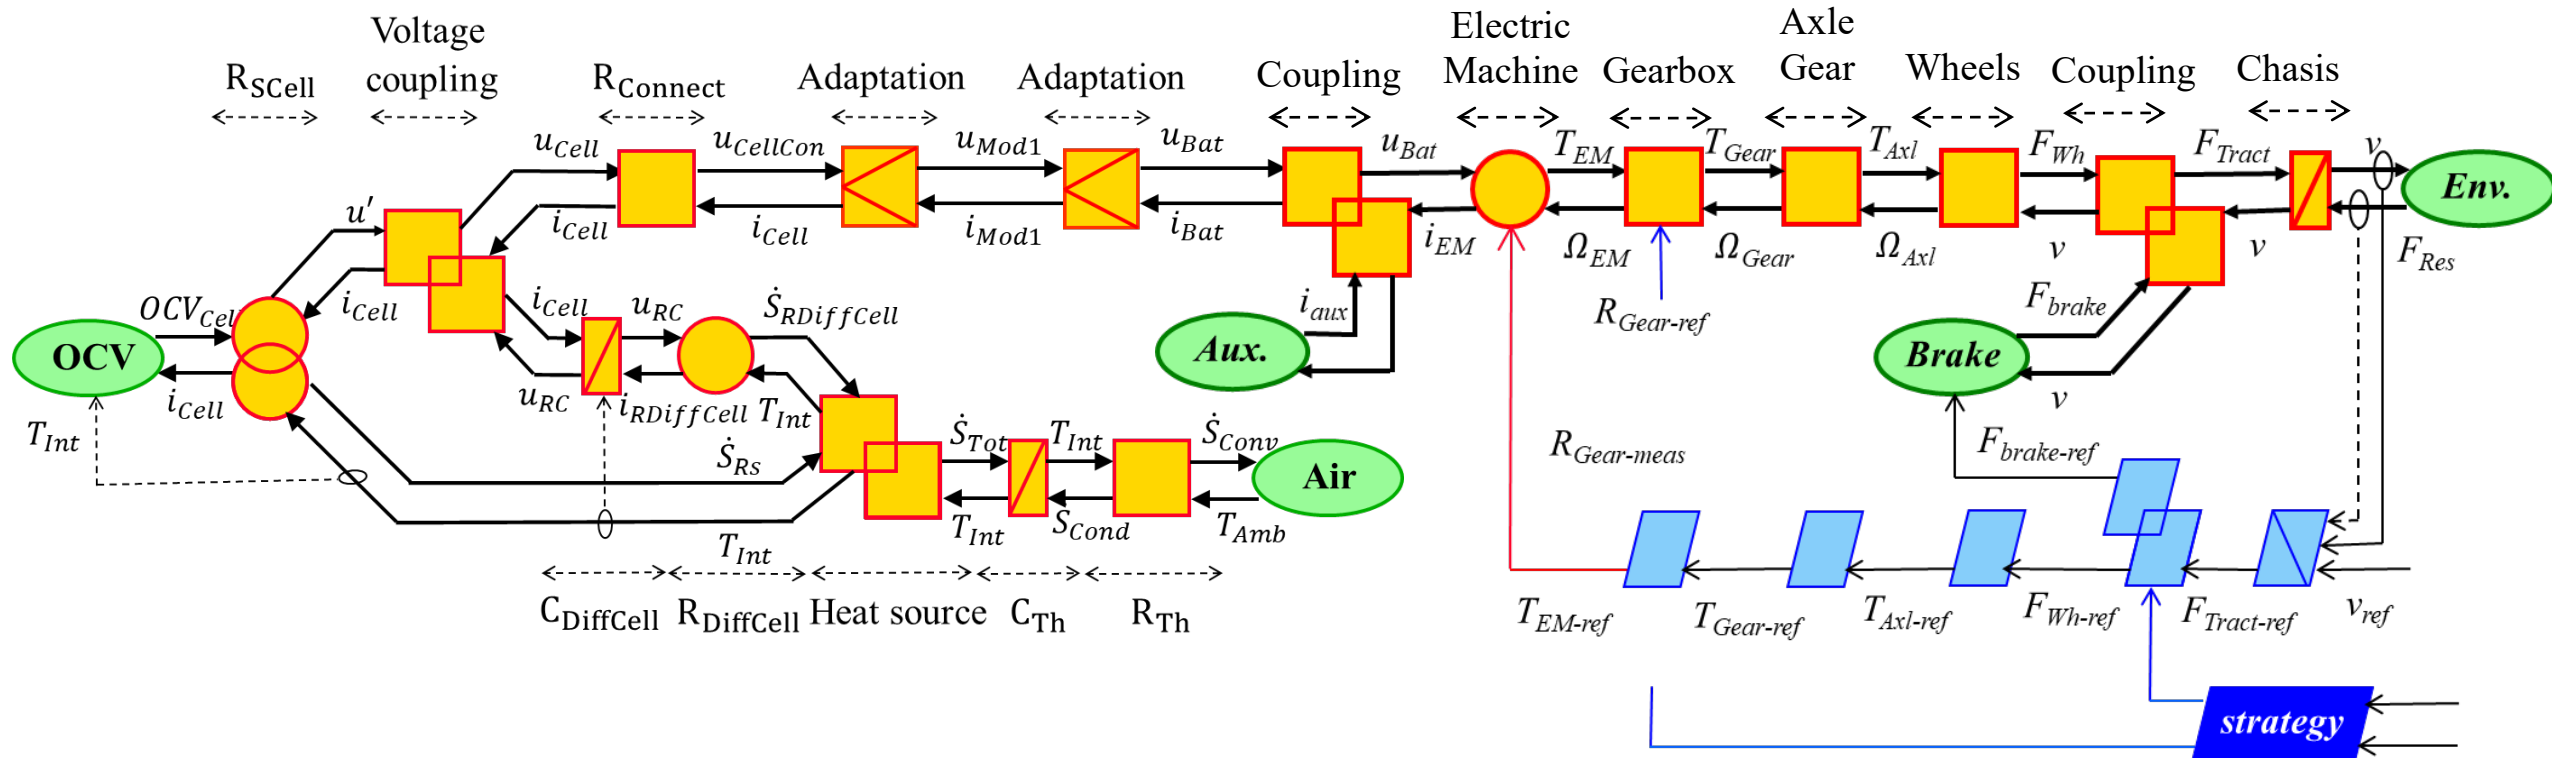 R_SCell
Voltage
coupling
R_Connect
Adaptation
Adaptation
Coupling
Electric
Machine
Gearbox
Axle
Gear
Wheels
Coupling
Chasis
u_Cell
u_CellCon
u_Mod1
u_Bat
u_Bat
T_EM
T_Gear
T_Axl
F_Wh
F_Tract
v
Env.
u'
i_Cell
i_Cell
i_Mod1
i_Bat
i_EM
Ω_EM
Ω_Gear
Ω_Axl
v
v
F_Res
OCV_Cell
i_Cell
i_Cell
u_RC
Ṡ_RDiffCell
i_aux
R_Gear-ref
F_brake
OCV
Aux.
Brake
i_Cell
u_RC
i_RDiffCell
T_Int
v
T_Int
Ṡ_Rs
Ṡ_Tot
T_Int
Ṡ_Conv
Air
R_Gear-meas
F_brake-ref
T_Int
T_Int
S_Cond
T_Amb
C_DiffCell
R_DiffCell
Heat source
C_Th
R_Th
T_EM-ref
T_Gear-ref
T_Axl-ref
F_Wh-ref
F_Tract-ref
v_ref
strategy